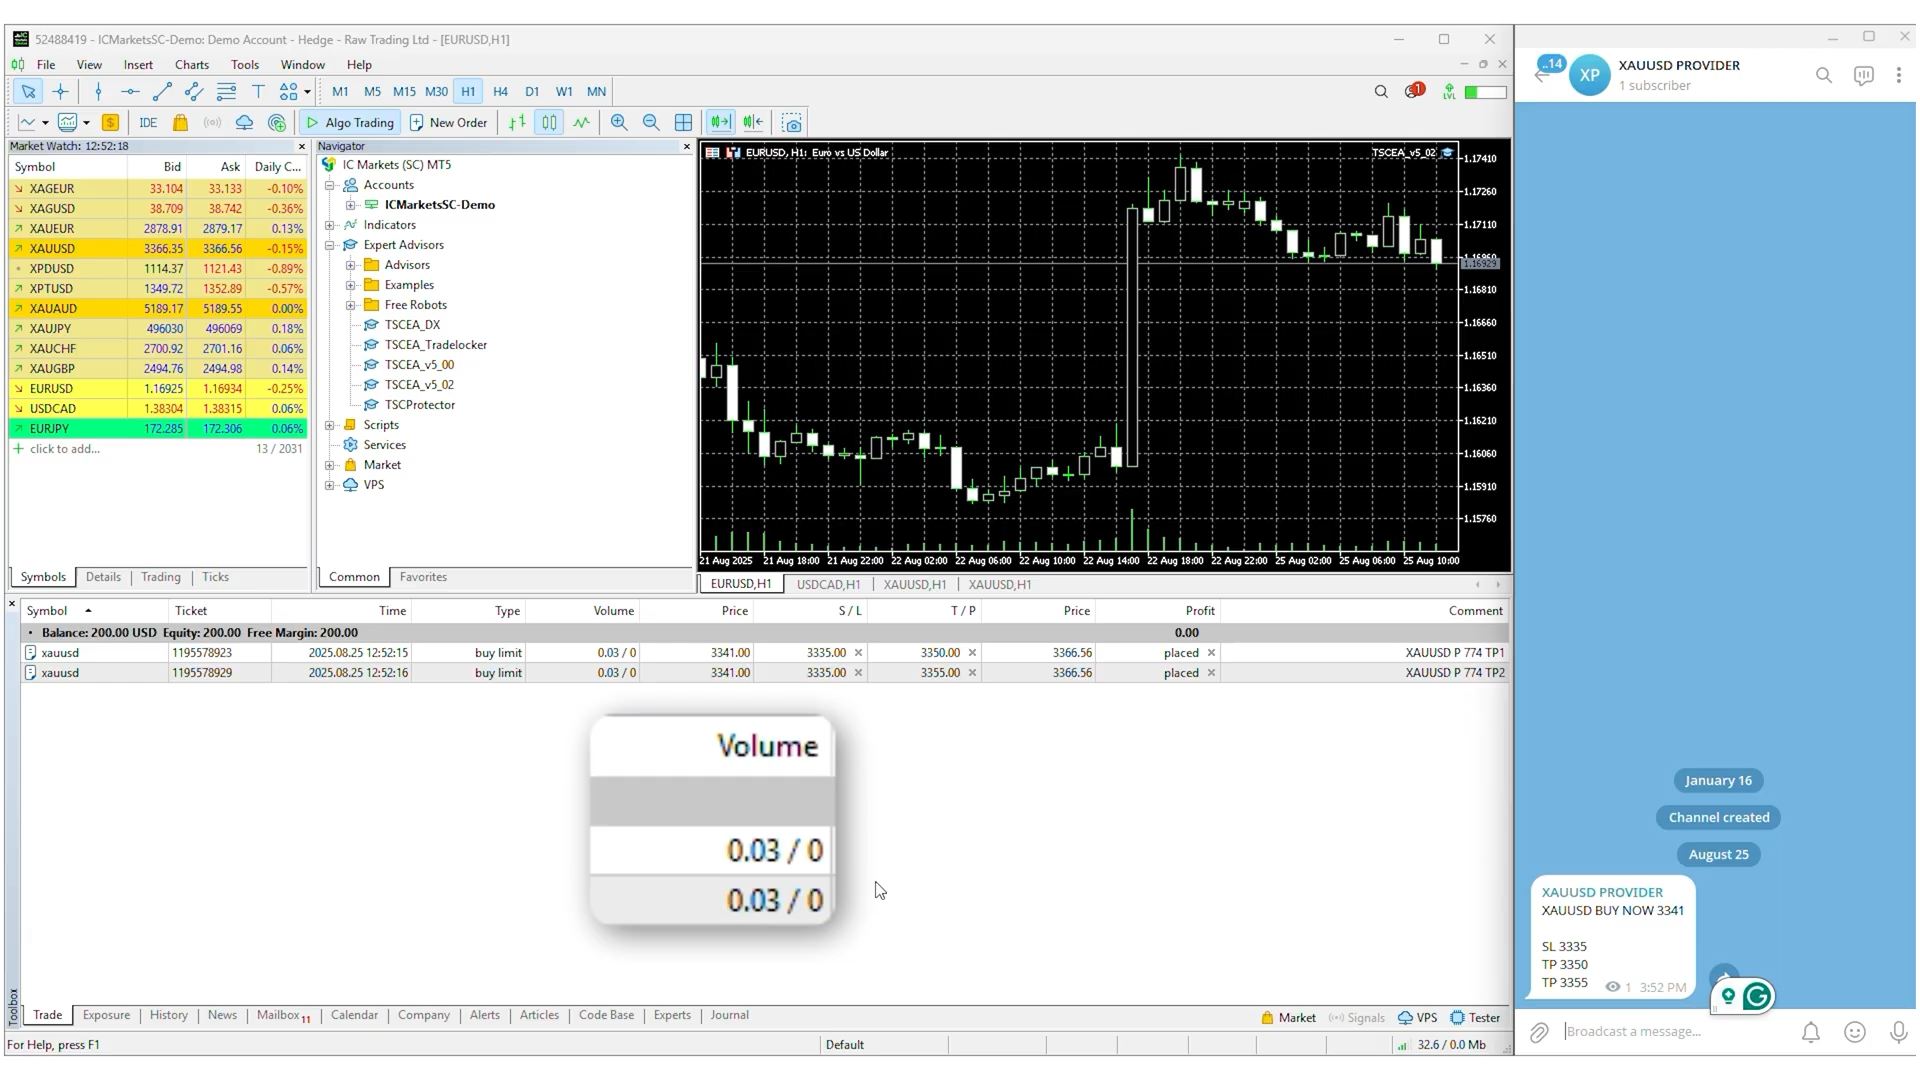 52488419 - ICMarketsSC-Demo: Demo Account - Hedge - Raw Trading Ltd - [EURUSD,H1]
File View Insert Charts Tools Window Help
M1 M5 M15 M30 H1 H4 D1 W1 MN
1
LVL
IDE Algo Trading New Order
Market Watch: 12:52:18
Symbol Bid Ask Daily C...
XAGEUR 33.104 33.133 -0.10%
XAGUSD 38.709 38.742 -0.36%
XAUEUR 2878.91 2879.17 0.13%
XAUUSD 3366.35 3366.56 -0.15%
XPDUSD 1114.37 1121.43 -0.89%
XPTUSD 1349.72 1352.89 -0.57%
XAUAUD 5189.17 5189.55 0.00%
XAUJPY 496030 496069 0.18%
XAUCHF 2700.92 2701.16 0.06%
XAUGBP 2494.76 2494.98 0.14%
EURUSD 1.16925 1.16934 -0.25%
USDCAD 1.38304 1.38315 0.06%
EURJPY 172.285 172.306 0.06%
click to add... 13 / 2031
Symbols Details Trading Ticks
Navigator
IC Markets (SC) MT5
Accounts
ICMarketsSC-Demo
Indicators
Expert Advisors
Advisors
Examples
Free Robots
TSCEA_DX
TSCEA_Tradelocker
TSCEA_v5_00
TSCEA_v5_02
TSCProtector
Scripts
Services
Market
VPS
Common Favorites
EURUSD, H1: Euro vs US Dollar
TSCEA_v5_02
1.17410
1.17260
1.17110
1.16960
1.16929
1.16810
1.16660
1.16510
1.16360
1.16210
1.16060
1.15910
1.15760
21 Aug 2025 21 Aug 18:00 21 Aug 22:00 22 Aug 02:00 22 Aug 06:00 22 Aug 10:00 22 Aug 14:00 22 Aug 18:00 22 Aug 22:00 25 Aug 02:00 25 Aug 06:00 25 Aug 10:00
EURUSD,H1 USDCAD,H1 XAUUSD,H1 XAUUSD,H1
Symbol Ticket Time Type Volume Price S / L T / P Price Profit Comment
Balance: 200.00 USD Equity: 200.00 Free Margin: 200.00 0.00
xauusd 1195578923 2025.08.25 12:52:15 buy limit 0.03 / 0 3341.00 3335.00 3350.00 3366.56 placed XAUUSD P 774 TP1
xauusd 1195578929 2025.08.25 12:52:16 buy limit 0.03 / 0 3341.00 3335.00 3355.00 3366.56 placed XAUUSD P 774 TP2
Volume
0.03 / 0
0.03 / 0
Toolbox
Trade Exposure History News Mailbox 11 Calendar Company Alerts Articles Code Base Experts Journal
Market Signals VPS Tester
For Help, press F1
Default
32.6 / 0.0 Mb
..14
XP
XAUUSD PROVIDER
1 subscriber
January 16
Channel created
August 25
XAUUSD PROVIDER
XAUUSD BUY NOW 3341
SL 3335
TP 3350
TP 3355
1 3:52 PM
Broadcast a message...